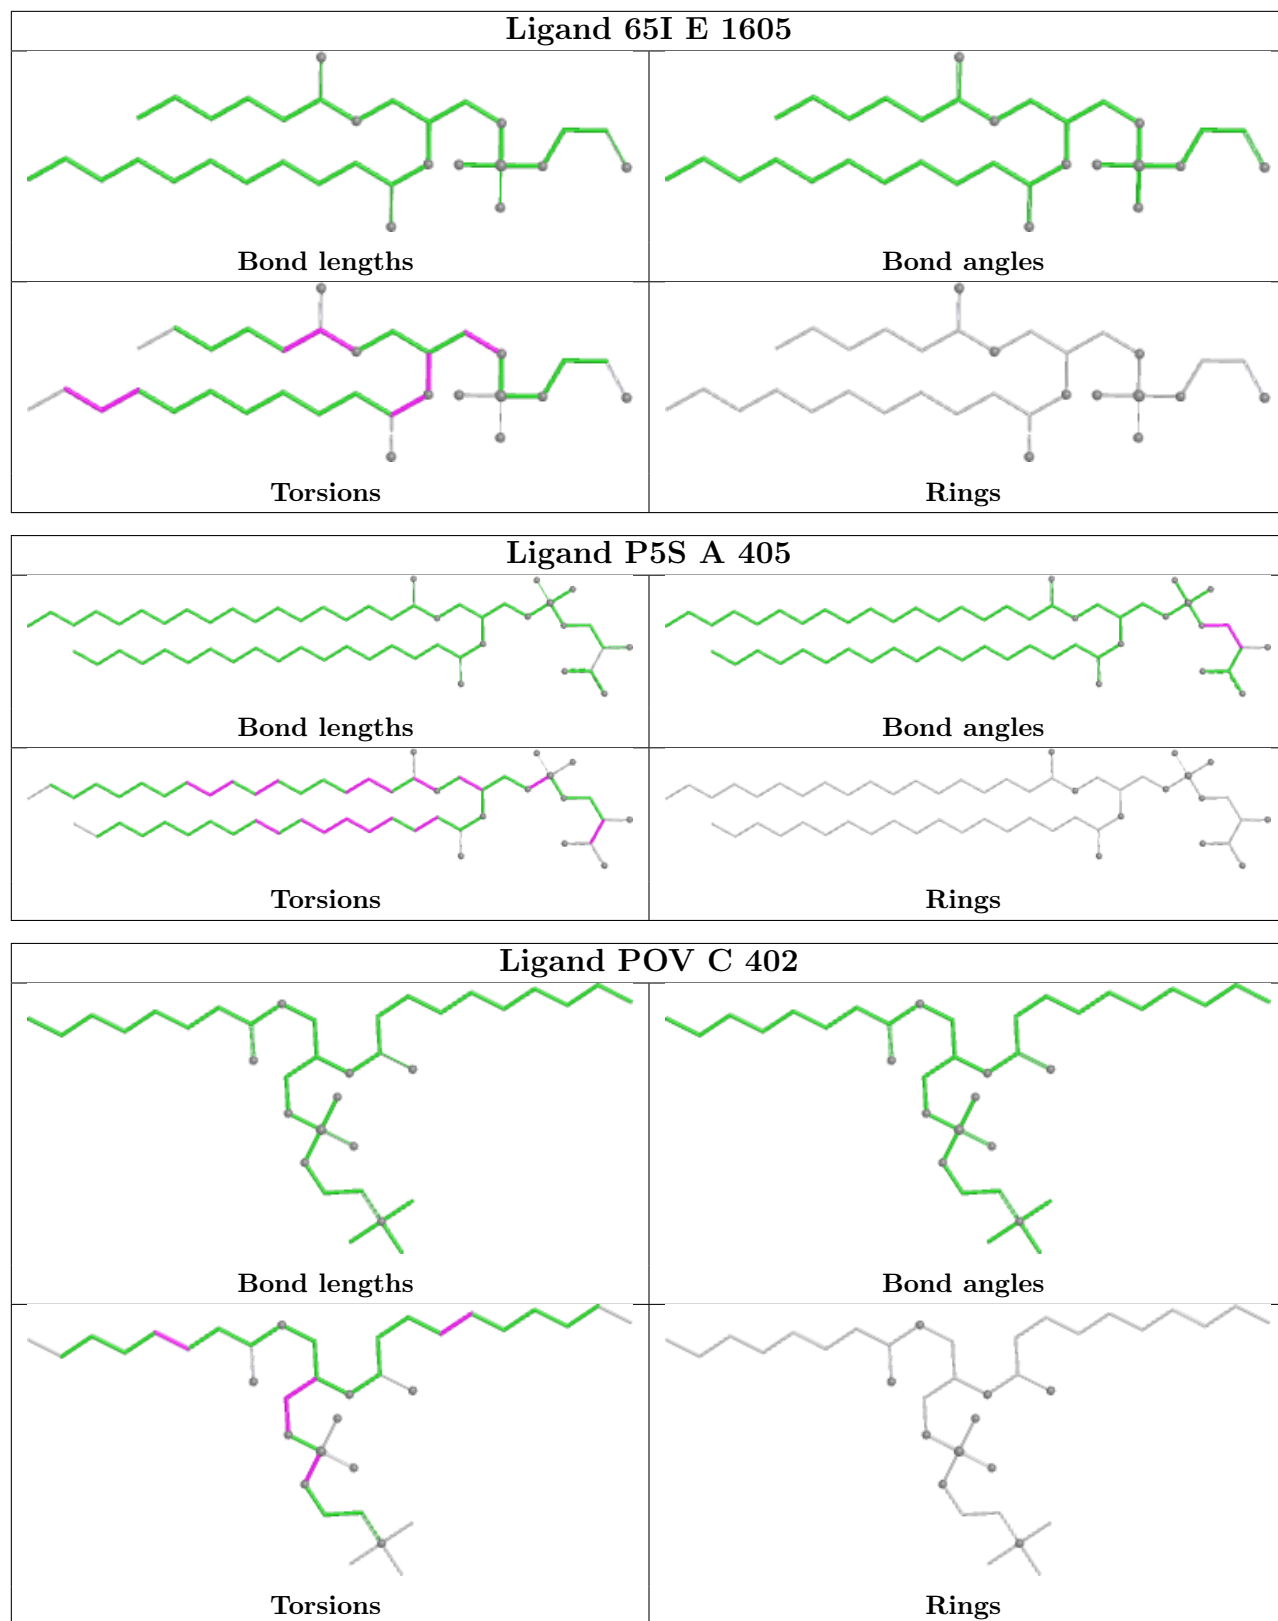 Ligand 65I E 1605
Bond lengths
Bond angles
Torsions
Rings
Ligand P5S A 405
Bond lengths
Bond angles
Torsions
Rings
Ligand POV C 402
Bond lengths
Bond angles
Torsions
Rings